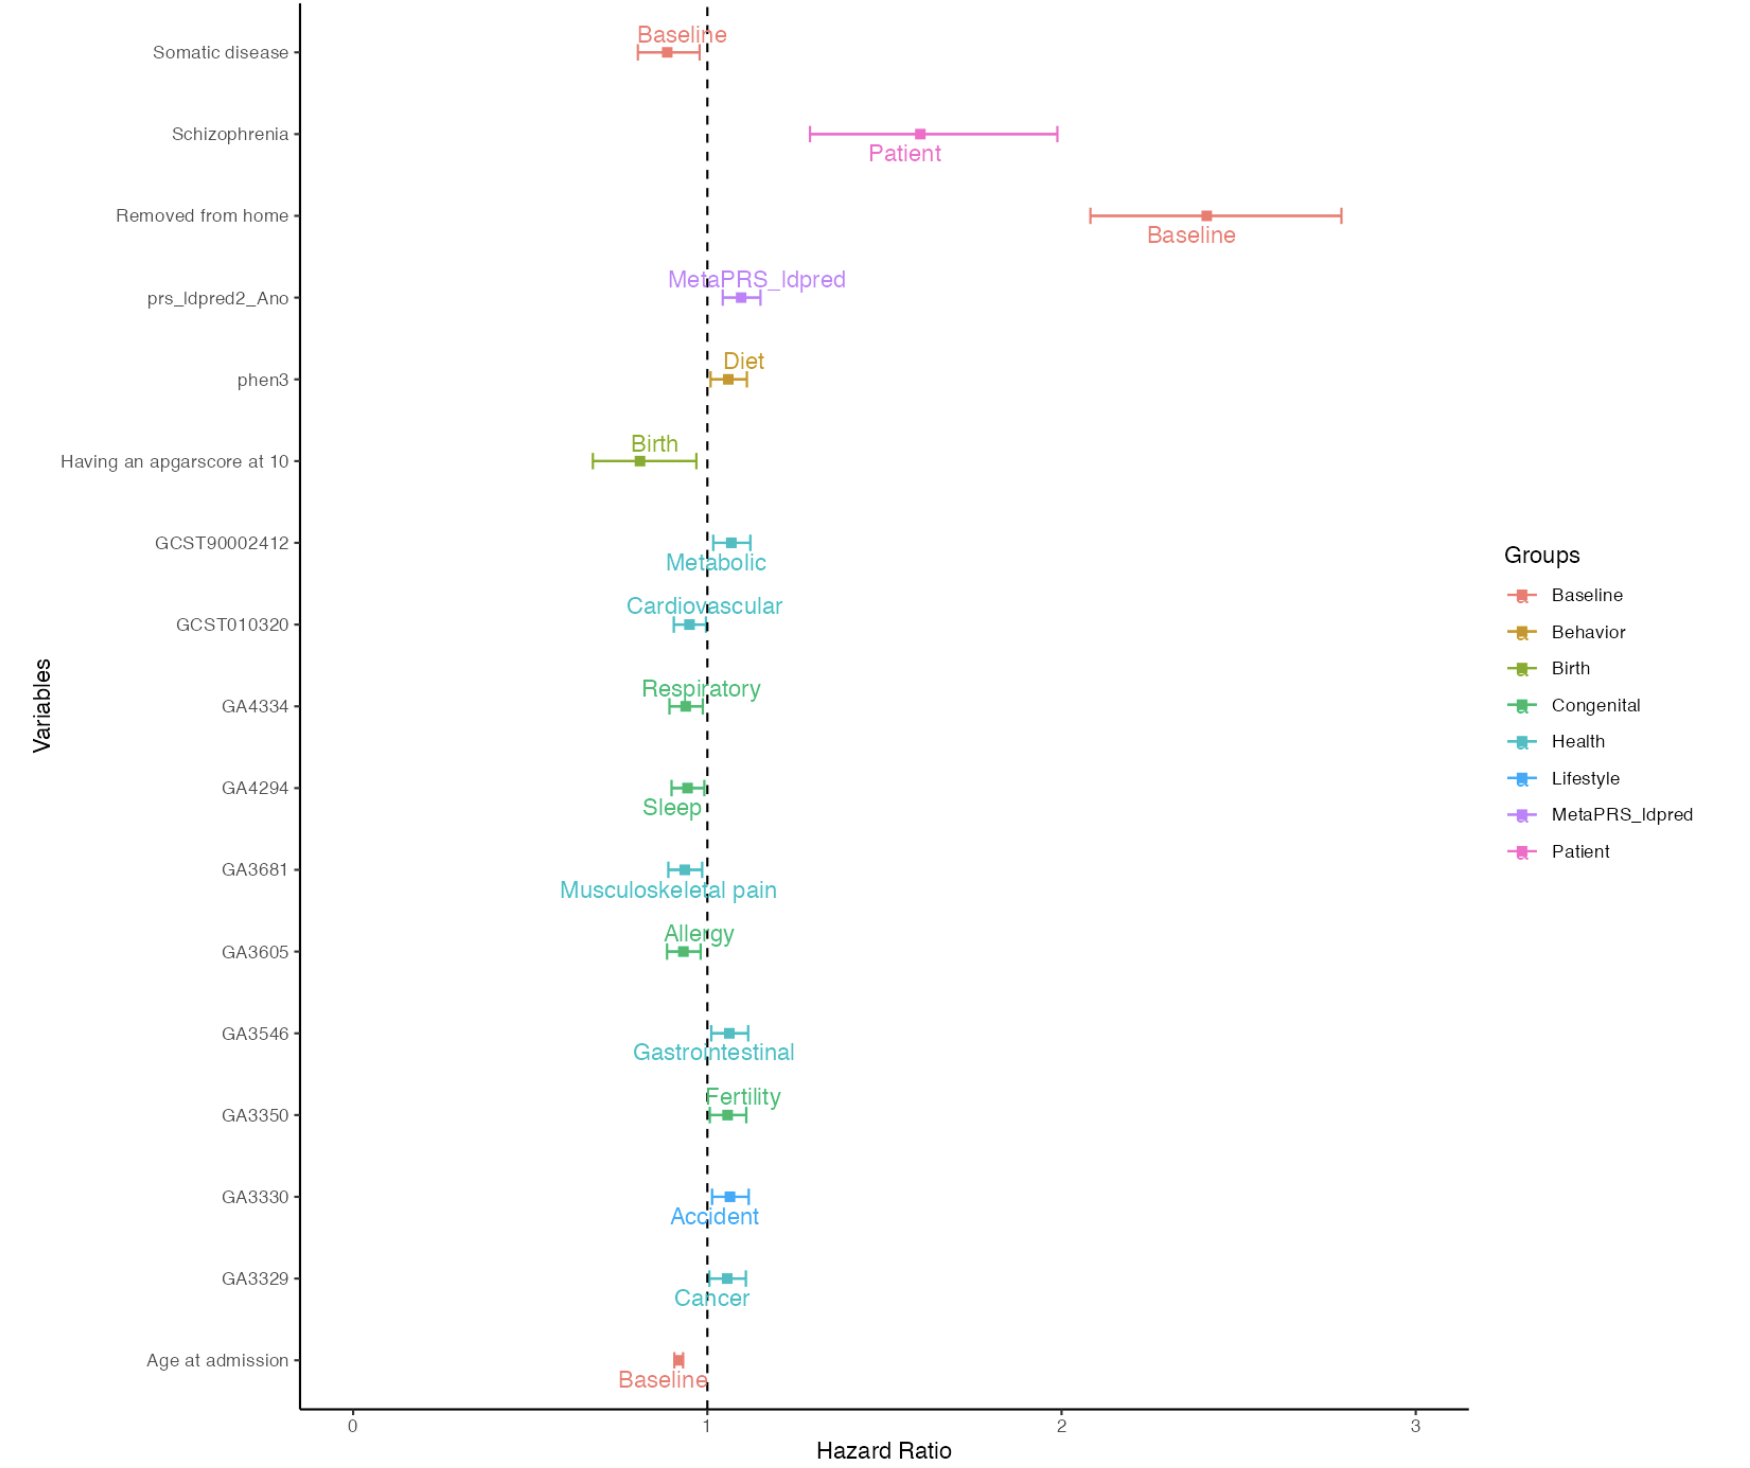 Somatic disease
Baseline
Schizophrenia
Patient
Removed from home
Baseline
prs_ldpred2_Ano
MetaPRS_ldpred
phen3
Diet
Having an apgarscore at 10
Birth
GCST90002412
Metabolic
GCST010320
Cardiovascular
GA4334
Respiratory
GA4294
Sleep
GA3681
Musculoskeletal pain
GA3605
Allergy
GA3546
Gastrointestinal
GA3350
Fertility
GA3330
Accident
GA3329
Cancer
Age at admission
Baseline
Variables
0 1 2 3
Hazard Ratio
Groups
a Baseline
a Behavior
a Birth
a Congenital
a Health
a Lifestyle
a MetaPRS_ldpred
a Patient